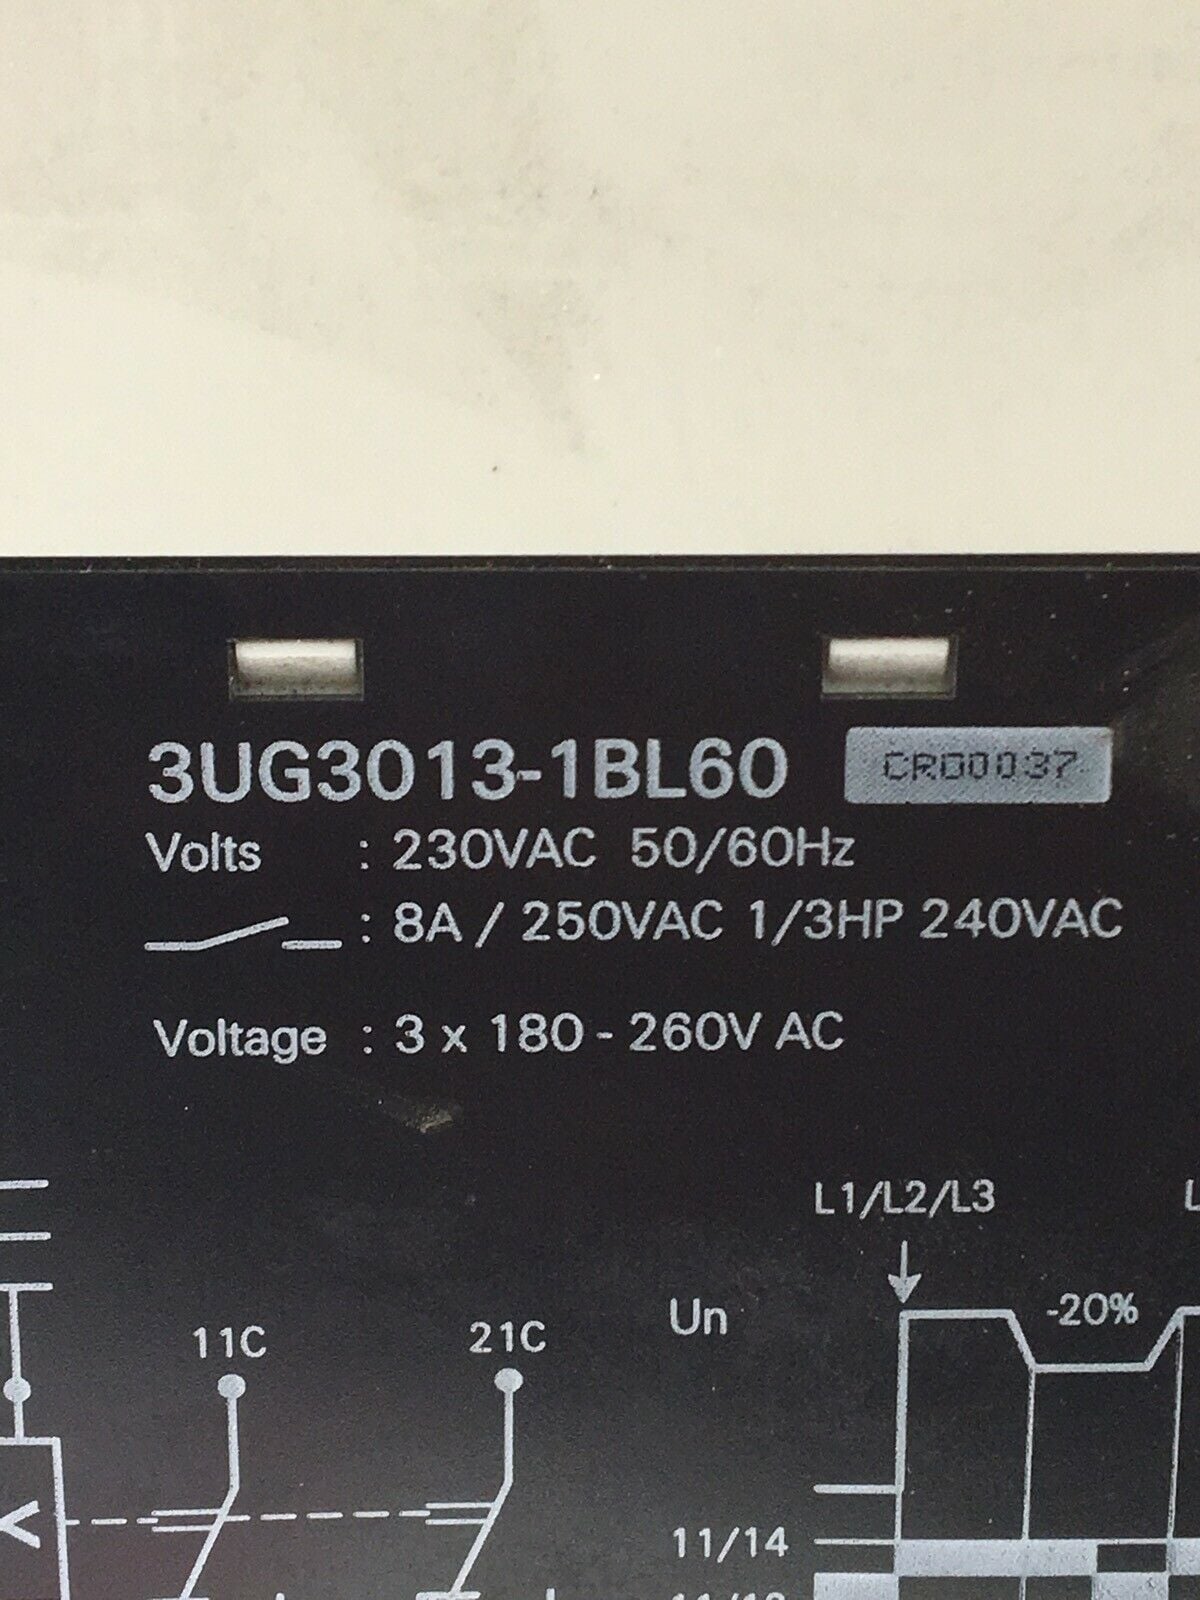 3UG3013-1BL60 CRD0037
Volts : 230VAC 50/60Hz
: 8A / 250VAC 1/3HP 240VAC
Voltage : 3 x 180 - 260V AC
L1/L2/L3
Un
-20%
11C
21C
11/14